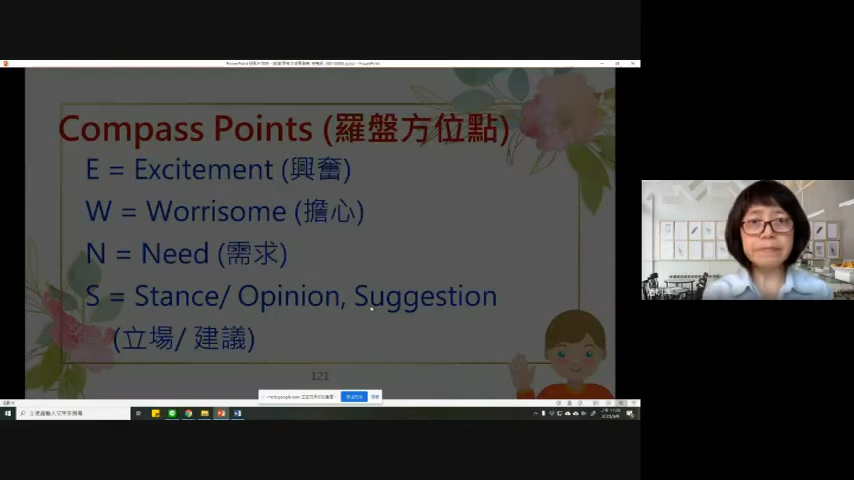 Compass Points (羅盤方位點)
E = Excitement (興奮)
W = Worrisome (擔心)
N = Need (需求)
S = Stance/ Opinion, Suggestion
(立場/ 建議)
121